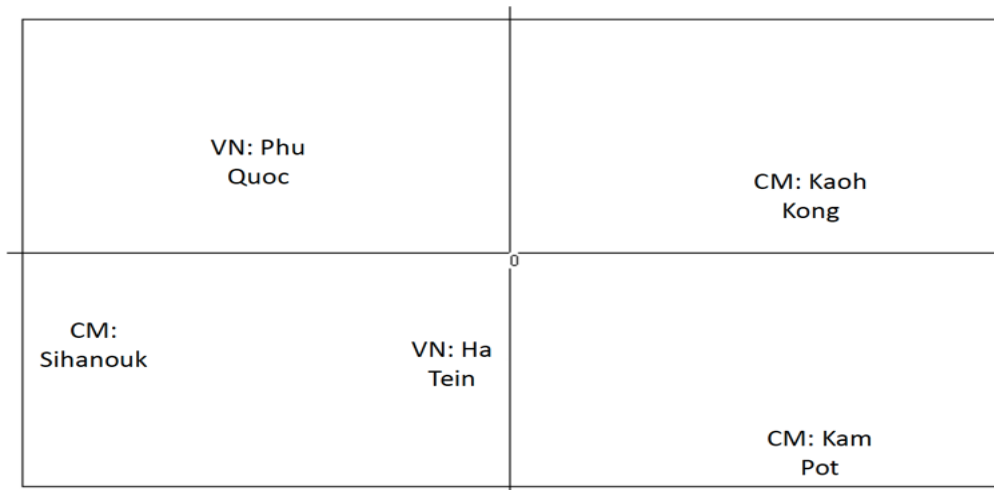 VN: Phu
Quoc
CM: Kaoh
Kong
0
CM:
Sihanouk
VN: Ha
Tein
CM: Kam
Pot